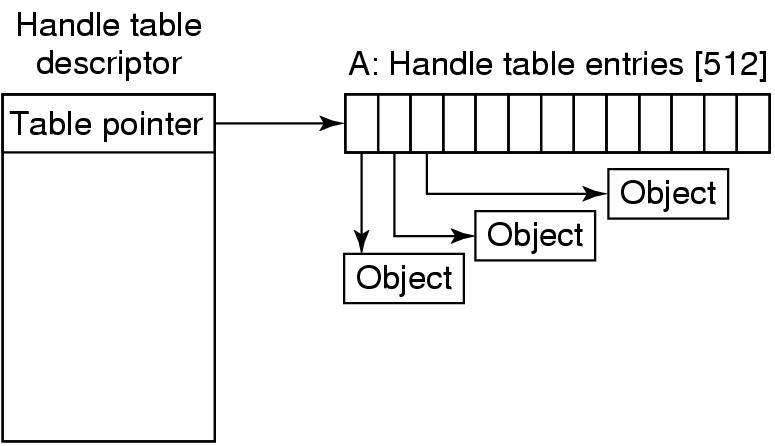 Handle table
descriptor
A: Handle table entries [512]
Table pointer
Object
Object
Object